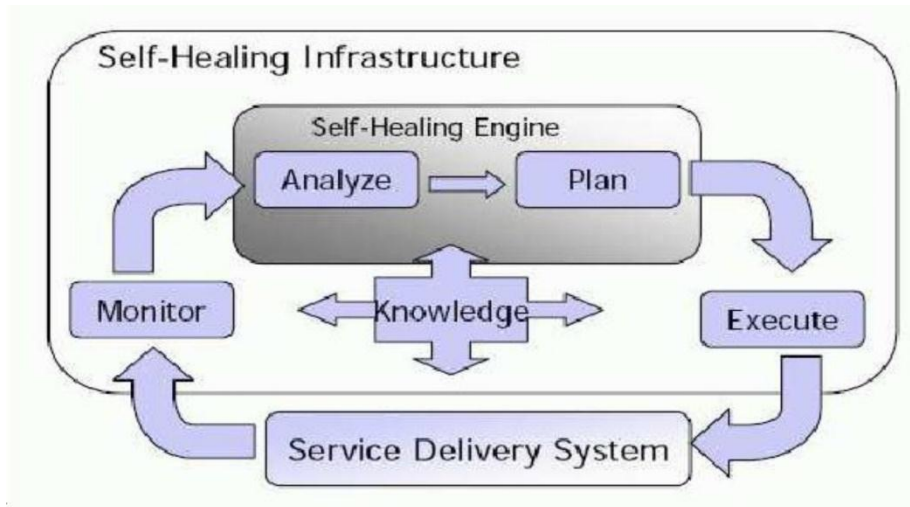 Self-Healing Infrastructure
Self-Healing Engine
Analyze
Plan
Monitor
Knowledge
Execute
Service Delivery System